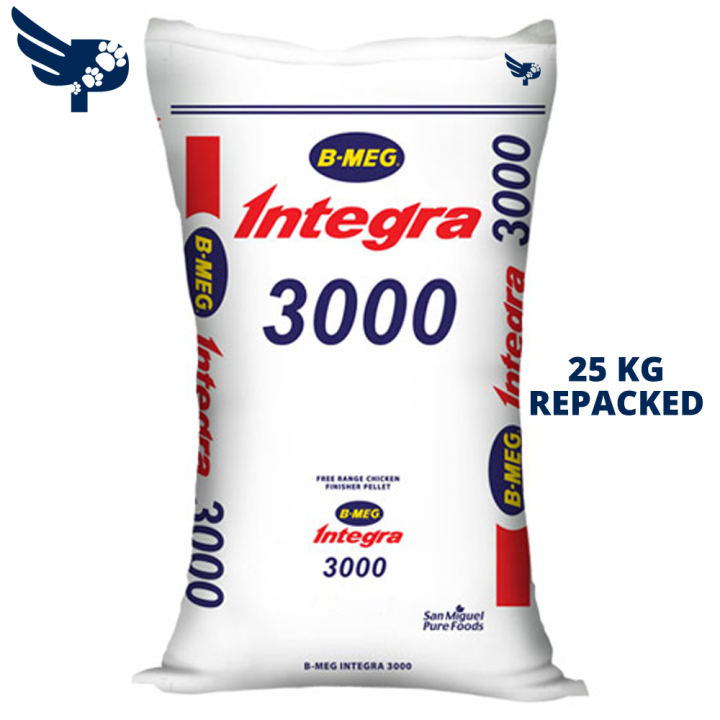 B-MEG
Integra
3000
FREE RANGE CHICKEN
FINISHER PELLET
B-MEG
Integra
3000
San Miguel
Pure Foods
B-MEG INTEGRA 3000
B-MEG
Integra
3000
B-MEG
Integra
3000
25 KG
REPACKED